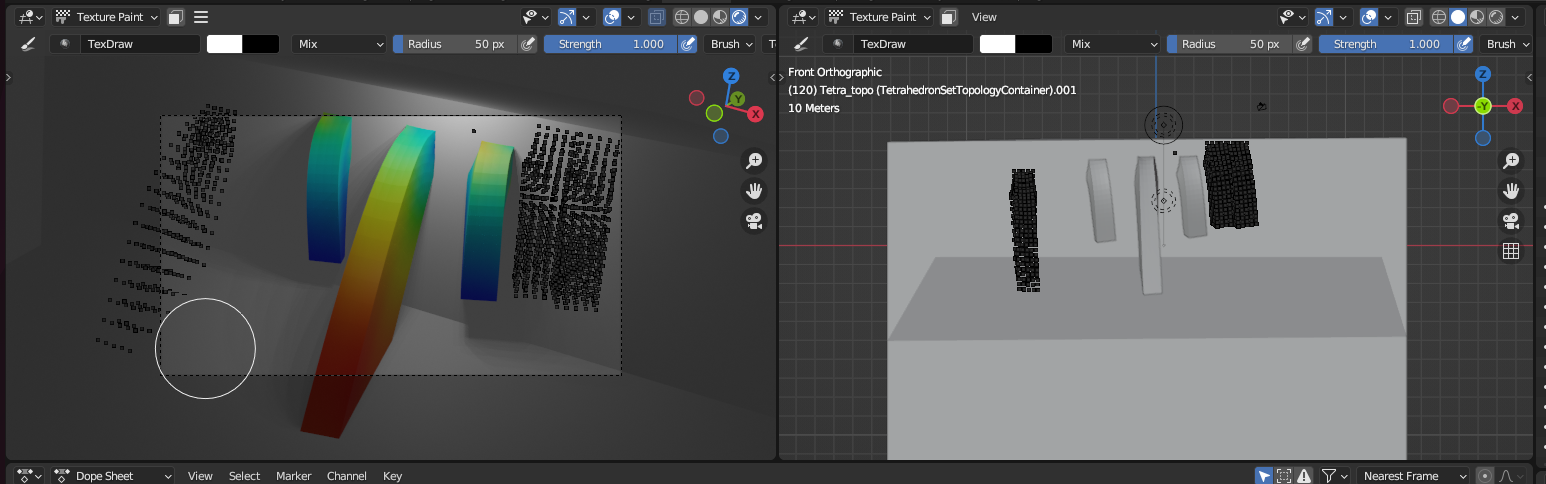 Texture Paint
Texture Paint View
TexDraw Mix Radius 50 px Strength 1.000 Brush
TexDraw Mix Radius 50 px Strength 1.000 Brush
Z
Y
X
Front Orthographic
(120) Tetra_topo (TetrahedronSetTopologyContainer).001
10 Meters
Z
-Y
X
Dope Sheet View Select Marker Channel Key Nearest Frame